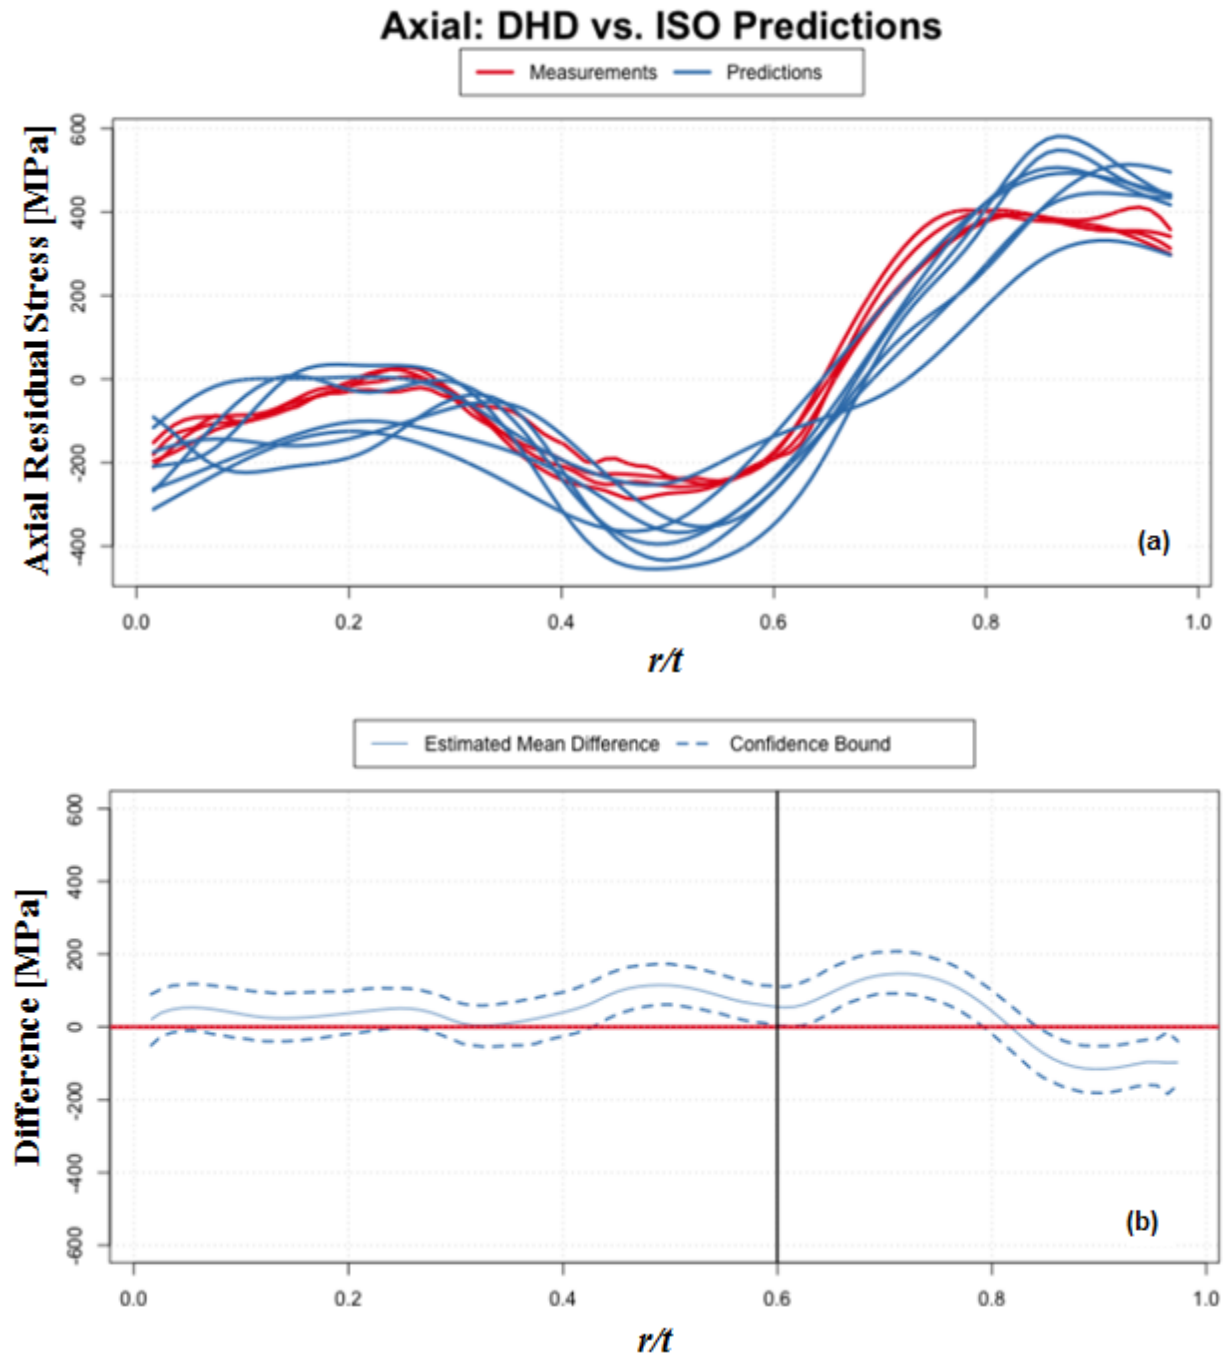 Axial: DHD vs. ISO Predictions
Measurements Predictions
Axial Residual Stress [MPa]
600
400
200
0
-200
-400
(a)
0.0 0.2 0.4 0.6 0.8 1.0
r/t
Estimated Mean Difference Confidence Bound
Difference [MPa]
600
400
200
0
-200
-400
-600
(b)
0.0 0.2 0.4 0.6 0.8 1.0
r/t